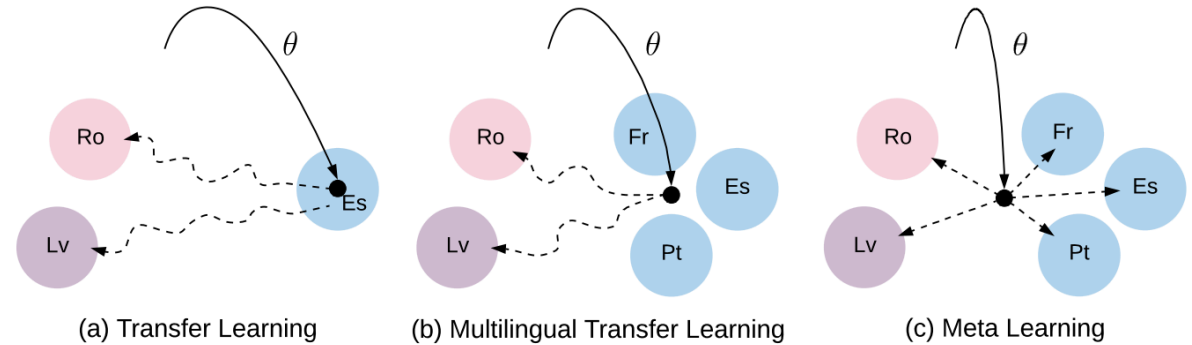 θ
Ro
Es
Lv
(a) Transfer Learning
θ
Ro
Fr
Es
Lv
Pt
(b) Multilingual Transfer Learning
θ
Ro
Fr
Es
Lv
Pt
(c) Meta Learning